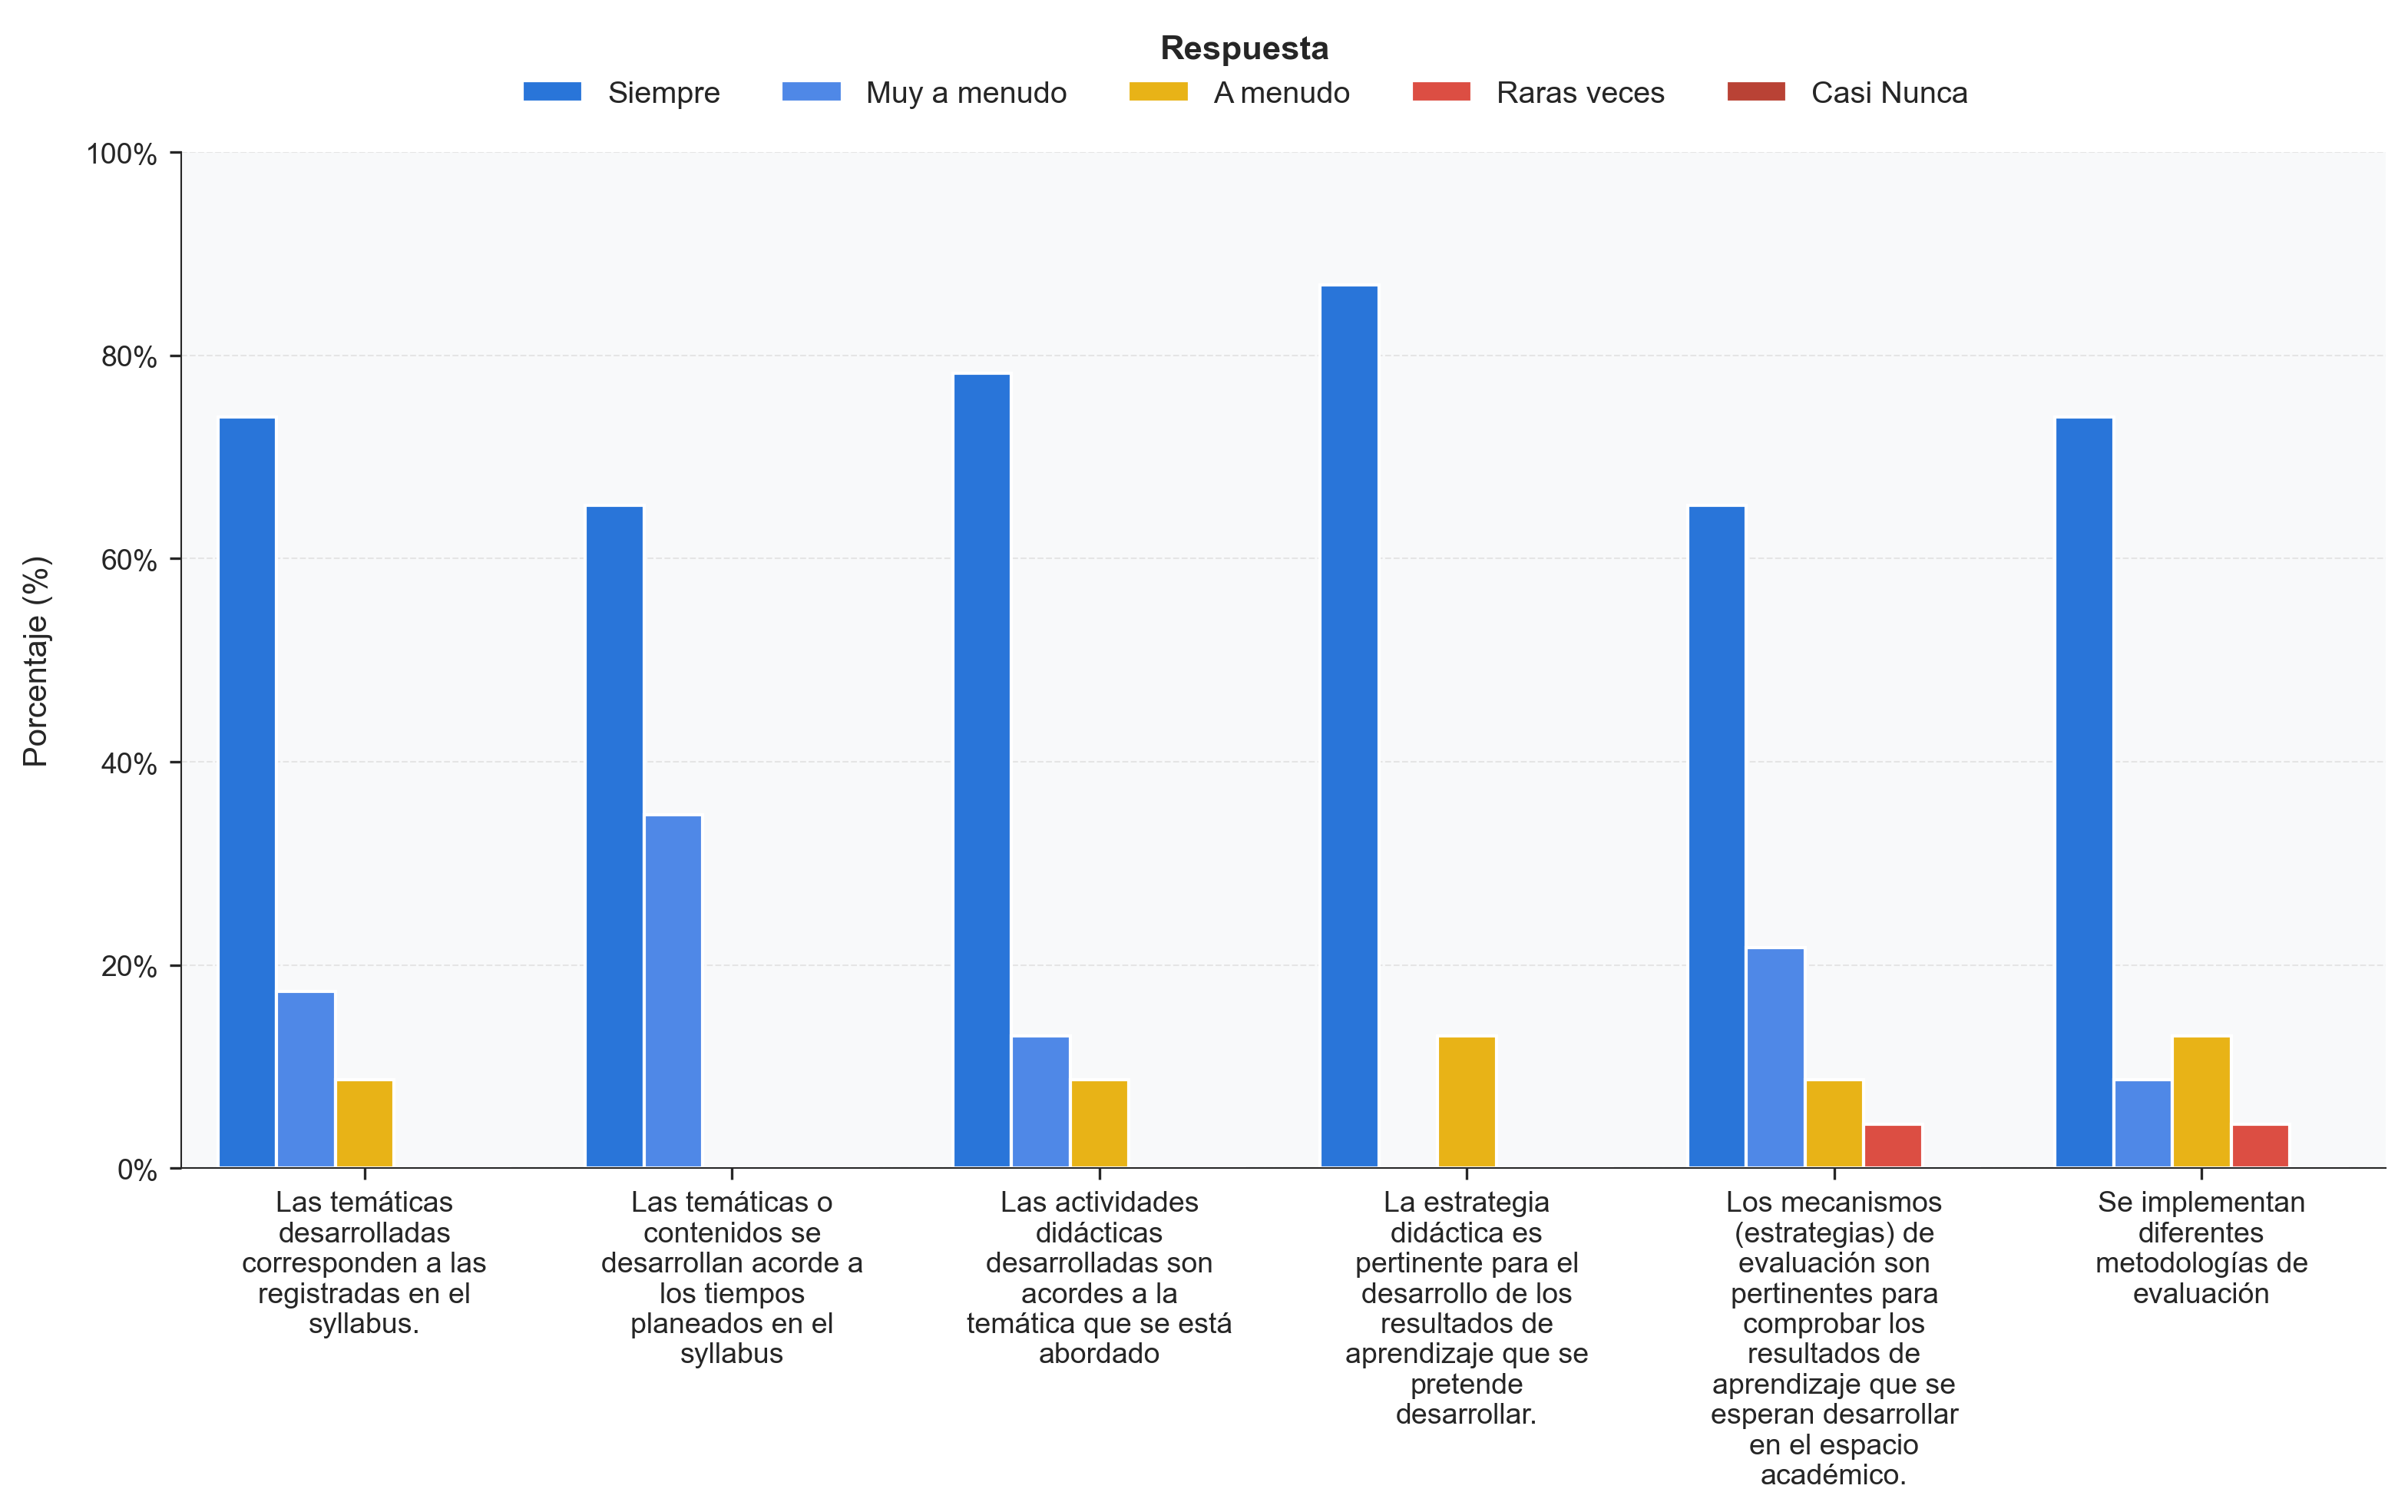 Respuesta
Siempre
Muy a menudo
A menudo
Raras veces
Casi Nunca
Porcentaje (%)
100%
80%
60%
40%
20%
0%
Las temáticas
desarrolladas
corresponden a las
registradas en el
syllabus.
Las temáticas o
contenidos se
desarrollan acorde a
los tiempos
planeados en el
syllabus
Las actividades
didácticas
desarrolladas son
acordes a la
temática que se está
abordado
La estrategia
didáctica es
pertinente para el
desarrollo de los
resultados de
aprendizaje que se
pretende
desarrollar.
Los mecanismos
(estrategias) de
evaluación son
pertinentes para
comprobar los
resultados de
aprendizaje que se
esperan desarrollar
en el espacio
académico.
Se implementan
diferentes
metodologías de
evaluación